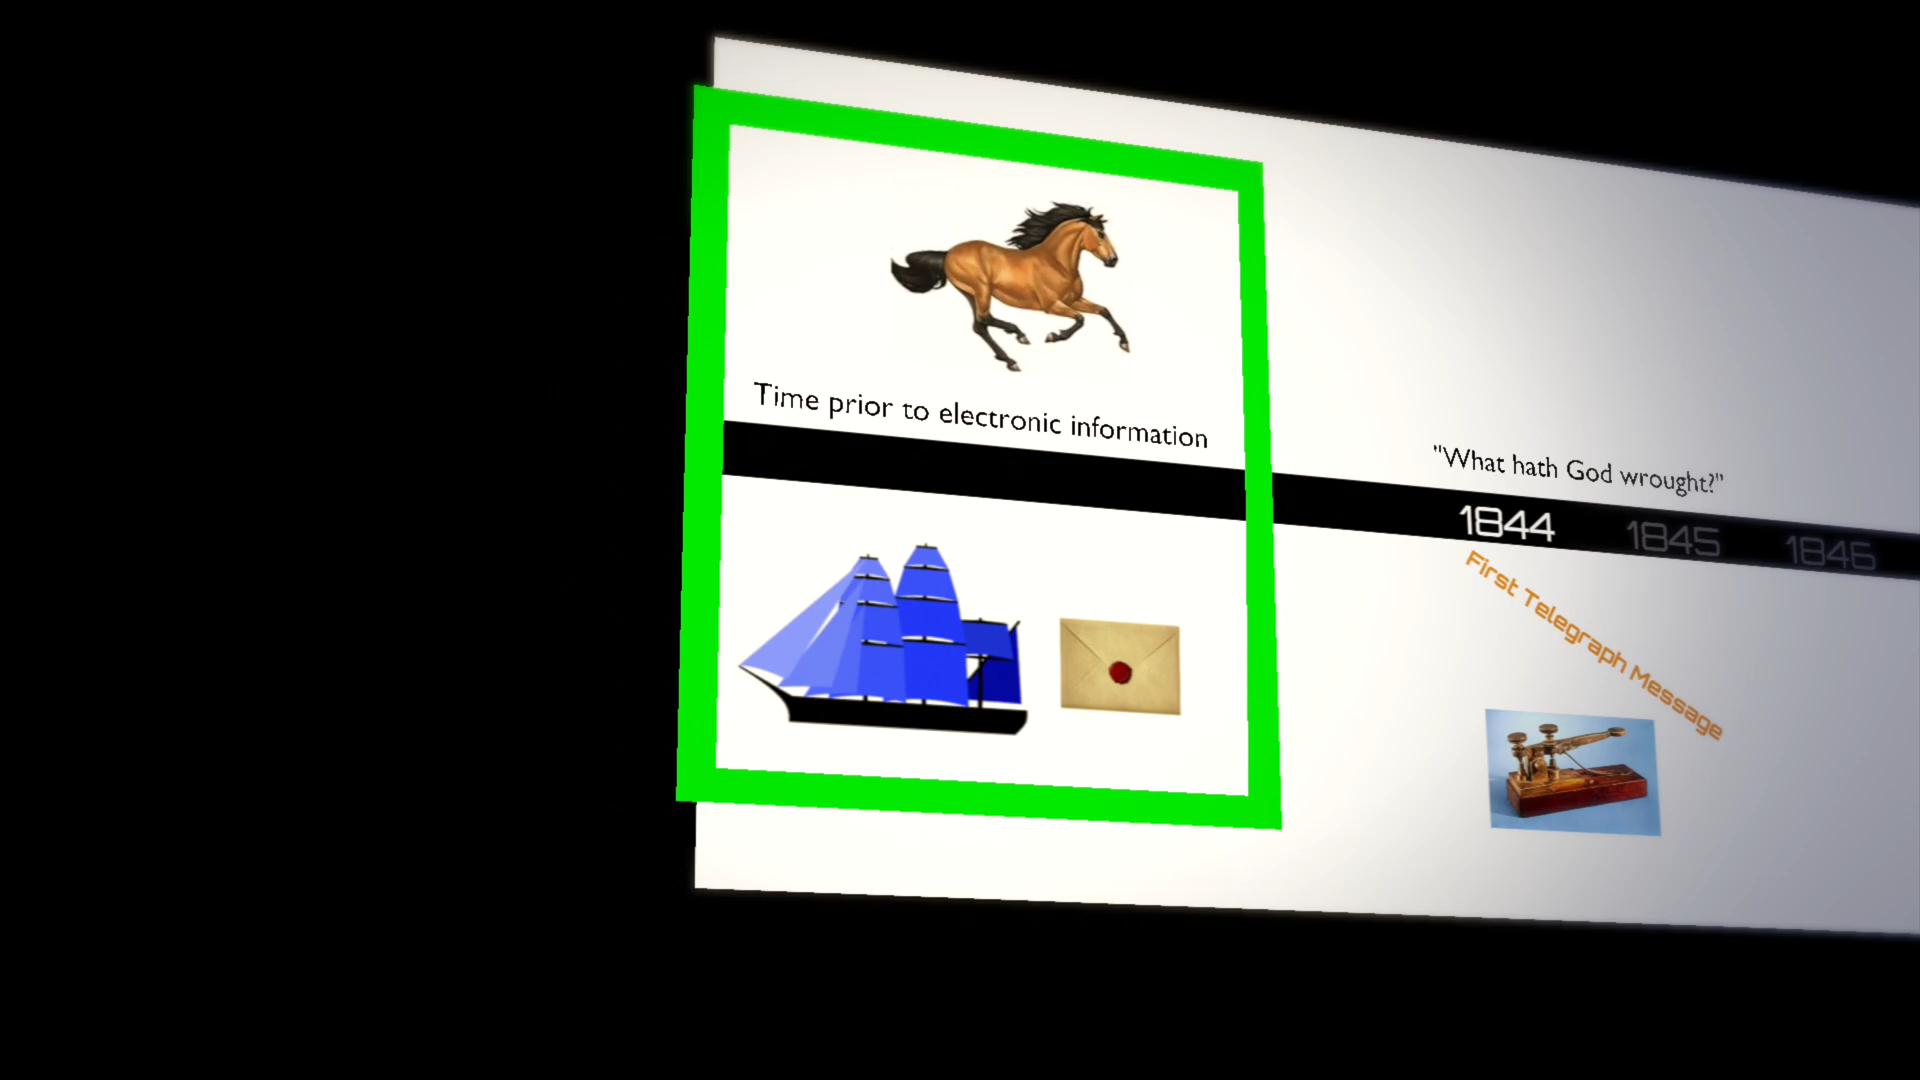 Time prior to electronic information
"What hath God wrought?"
1844 1845 1846
First Telegraph Message